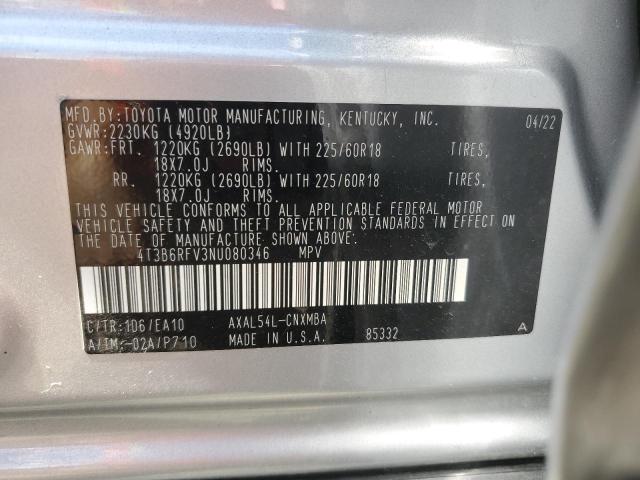 MFD.BY:TOYOTA MOTOR MANUFACTURING, KENTUCKY, INC. 04/22
GVWR:2230KG (4920LB)
GAWR:FRT. 1220KG (2690LB) WITH 225/60R18 TIRES,
18X7.0J RIMS.
RR. 1220KG (2690LB) WITH 225/60R18 TIRES,
18X7.0J RIMS.
THIS VEHICLE CONFORMS TO ALL APPLICABLE FEDERAL MOTOR
VEHICLE SAFETY AND THEFT PREVENTION STANDARDS IN EFFECT ON
THE DATE OF MANUFACTURE SHOWN ABOVE.
4T3B6RFV3NU080346 MPV
C/TR:1D6/EA10 AXAL54L-CNXMBA A
A/TM:-02A/P710 MADE IN U.S.A. 85332